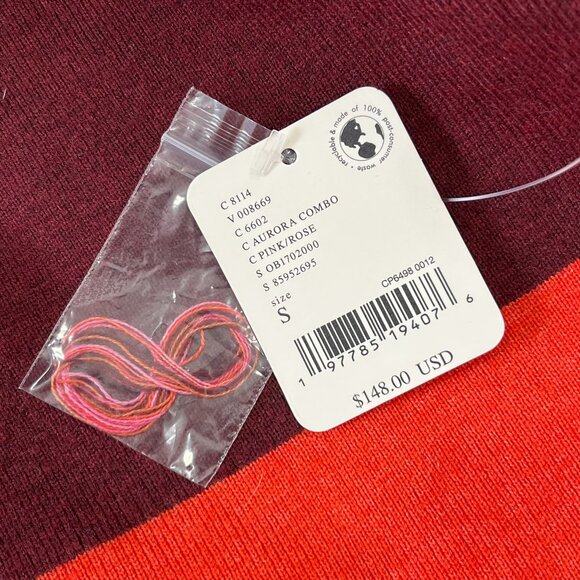 recyclable & made of 100% post-consumer waste •
C 8114
V 008669
C 6602
C AURORA COMBO
C PINK/ROSE
S OB1702000
S 85952695
size
S
CP6498 0012
1 97785 19407 6
$148.00 USD